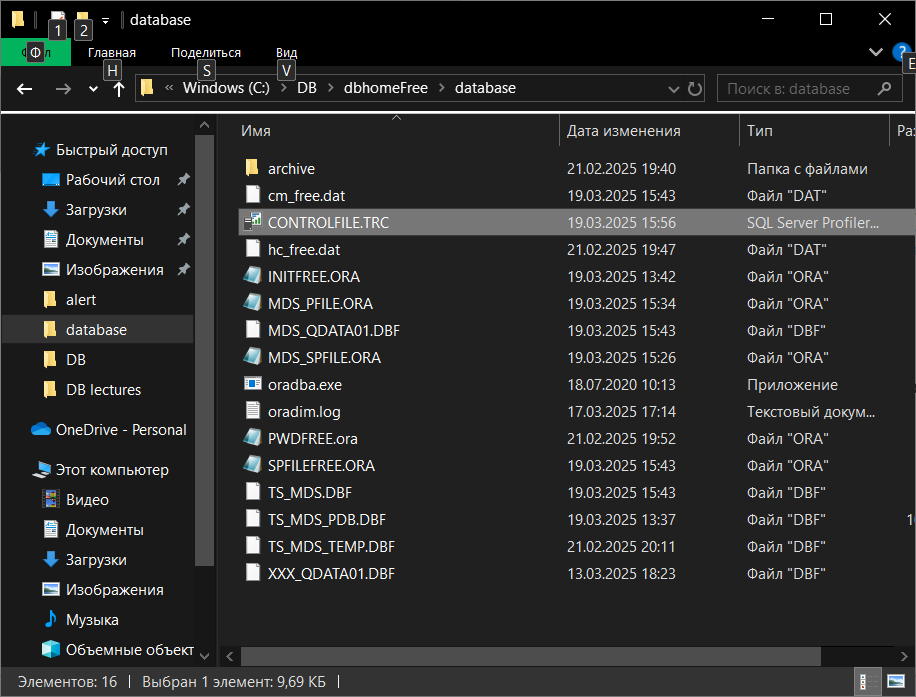 1 2 database
Ф Главная Поделиться Вид
H S V E
« Windows (C:) > DB > dbhomeFree > database
Поиск в: database
Имя Дата изменения Тип Раз
Быстрый доступ
Рабочий стол
Загрузки
Документы
Изображения
alert
database
DB
DB lectures
OneDrive - Personal
Этот компьютер
Видео
Документы
Загрузки
Изображения
Музыка
Объемные объект
archive 21.02.2025 19:40 Папка с файлами
cm_free.dat 19.03.2025 15:43 Файл "DAT"
CONTROLFILE.TRC 19.03.2025 15:56 SQL Server Profiler...
hc_free.dat 21.02.2025 19:47 Файл "DAT"
INITFREE.ORA 19.03.2025 13:42 Файл "ORA"
MDS_PFILE.ORA 19.03.2025 15:34 Файл "ORA"
MDS_QDATA01.DBF 19.03.2025 15:43 Файл "DBF"
MDS_SPFILE.ORA 19.03.2025 15:26 Файл "ORA"
oradba.exe 18.07.2020 10:13 Приложение
oradim.log 17.03.2025 17:14 Текстовый докум...
PWDFREE.ora 21.02.2025 19:52 Файл "ORA"
SPFILEFREE.ORA 19.03.2025 15:43 Файл "ORA"
TS_MDS.DBF 19.03.2025 15:43 Файл "DBF"
TS_MDS_PDB.DBF 19.03.2025 13:37 Файл "DBF"
TS_MDS_TEMP.DBF 21.02.2025 20:11 Файл "DBF"
XXX_QDATA01.DBF 13.03.2025 18:23 Файл "DBF"
Элементов: 16 | Выбран 1 элемент: 9,69 КБ |